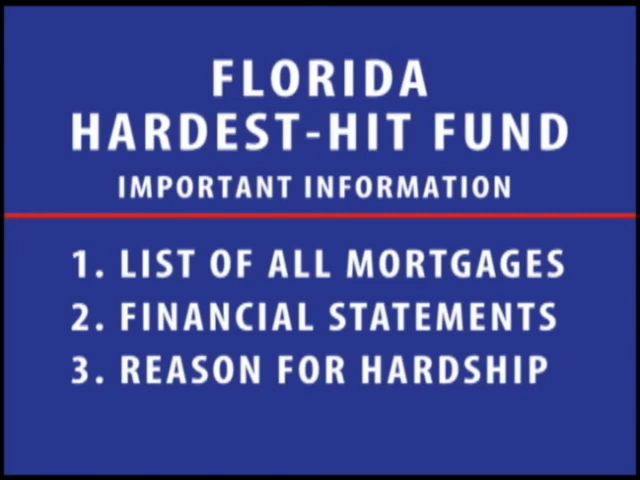 FLORIDA
HARDEST-HIT FUND
IMPORTANT INFORMATION
1. LIST OF ALL MORTGAGES
2. FINANCIAL STATEMENTS
3. REASON FOR HARDSHIP